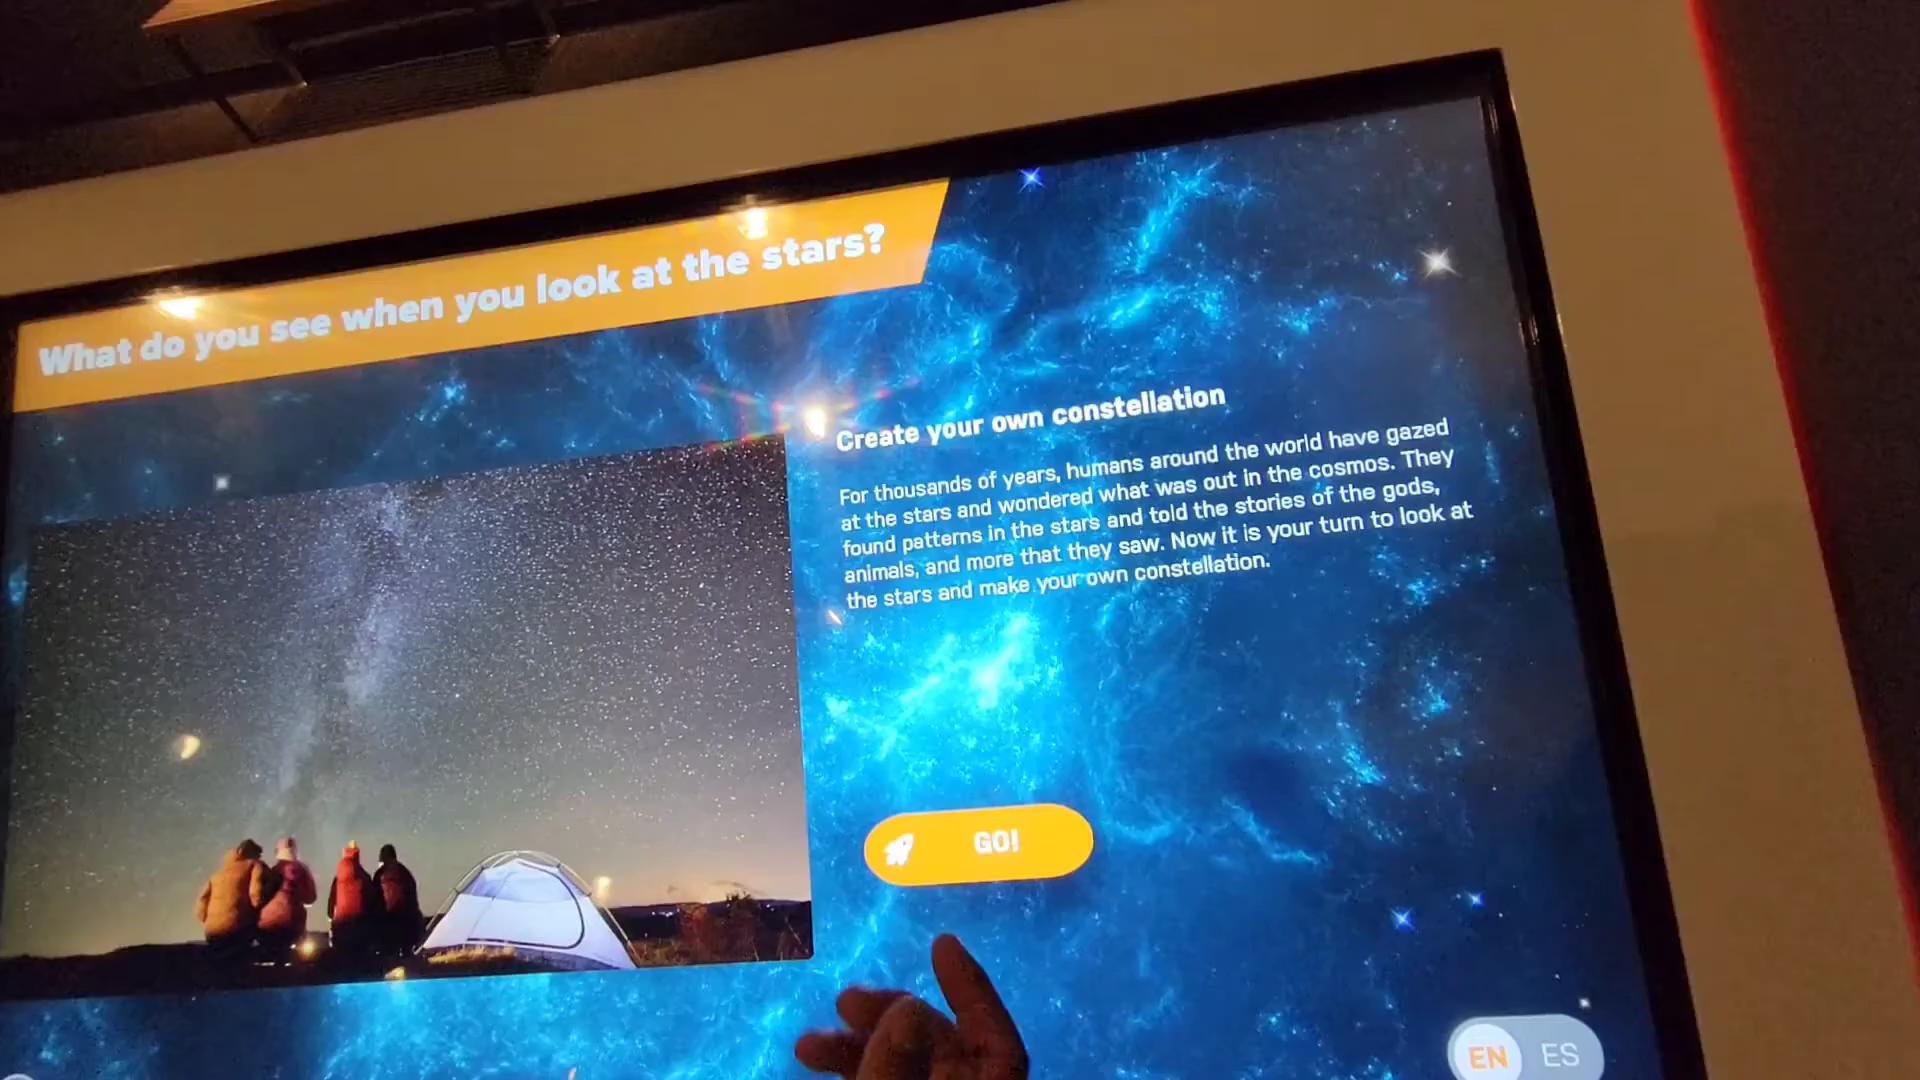 What do you see when you look at the stars?
Create your own constellation
For thousands of years, humans around the world have gazed
at the stars and wondered what was out in the cosmos. They
found patterns in the stars and told the stories of the gods,
animals, and more that they saw. Now it is your turn to look at
the stars and make your own constellation.
GO!
EN ES